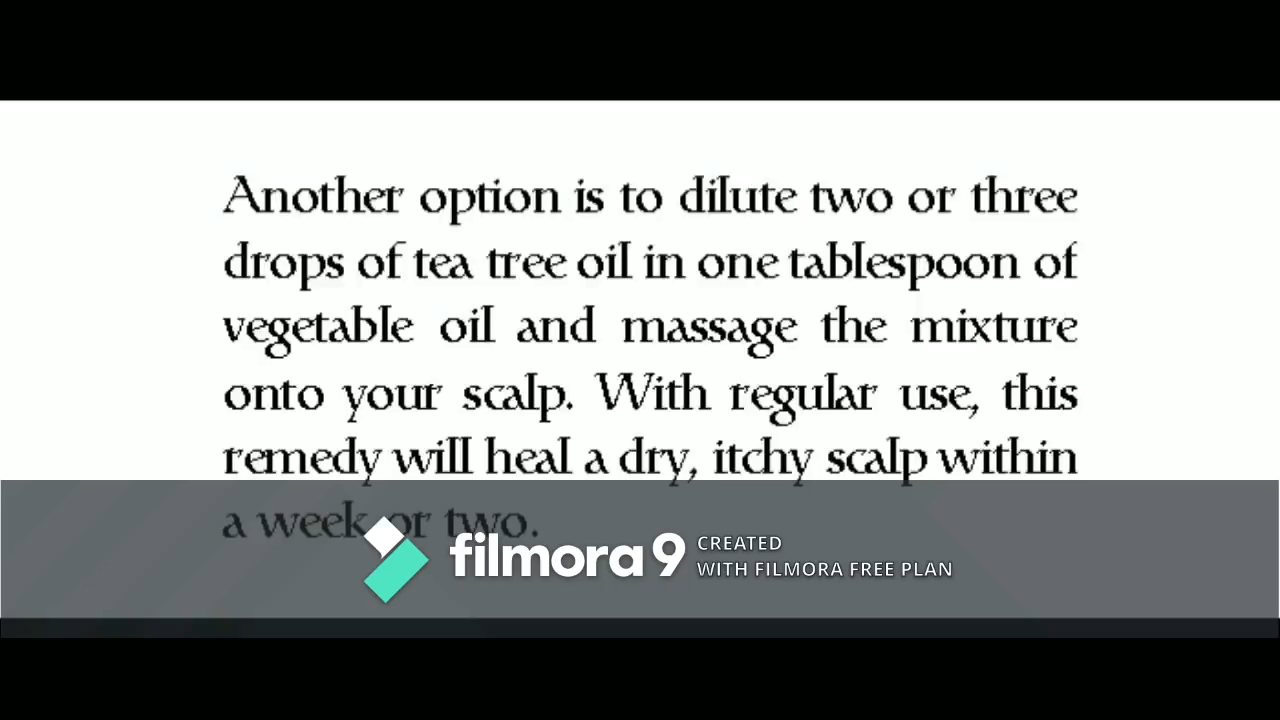 Another option is to dilute two or three
drops of tea tree oil in one tablespoon of
vegetable oil and massage the mixture
onto your scalp. With regular use, this
remedy will heal a dry, itchy scalp within
a week or two.
filmora9 CREATED
WITH FILMORA FREE PLAN